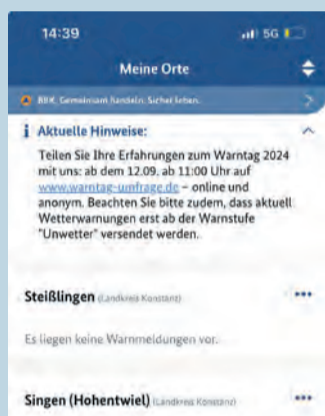 14:39
5G
Meine Orte
BBK. Gemeinsam handeln. Sicher leben.
i Aktuelle Hinweise:
Teilen Sie Ihre Erfahrungen zum Warntag 2024
mit uns: ab dem 12.09. ab 11:00 Uhr auf
www.warntag-umfrage.de – online und
anonym. Beachten Sie bitte zudem, dass aktuell
Wetterwarnungen erst ab der Warnstufe
"Unwetter" versendet werden.
Steißlingen (Landkreis Konstanz)
Es liegen keine Warnmeldungen vor.
Singen (Hohentwiel) (Landkreis Konstanz)